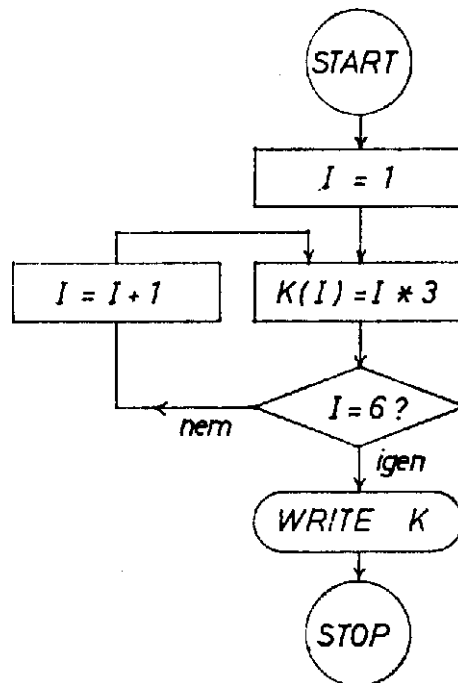 START
I = 1
I = I + 1
K(I) = I * 3
I = 6 ?
nem
igen
WRITE K
STOP